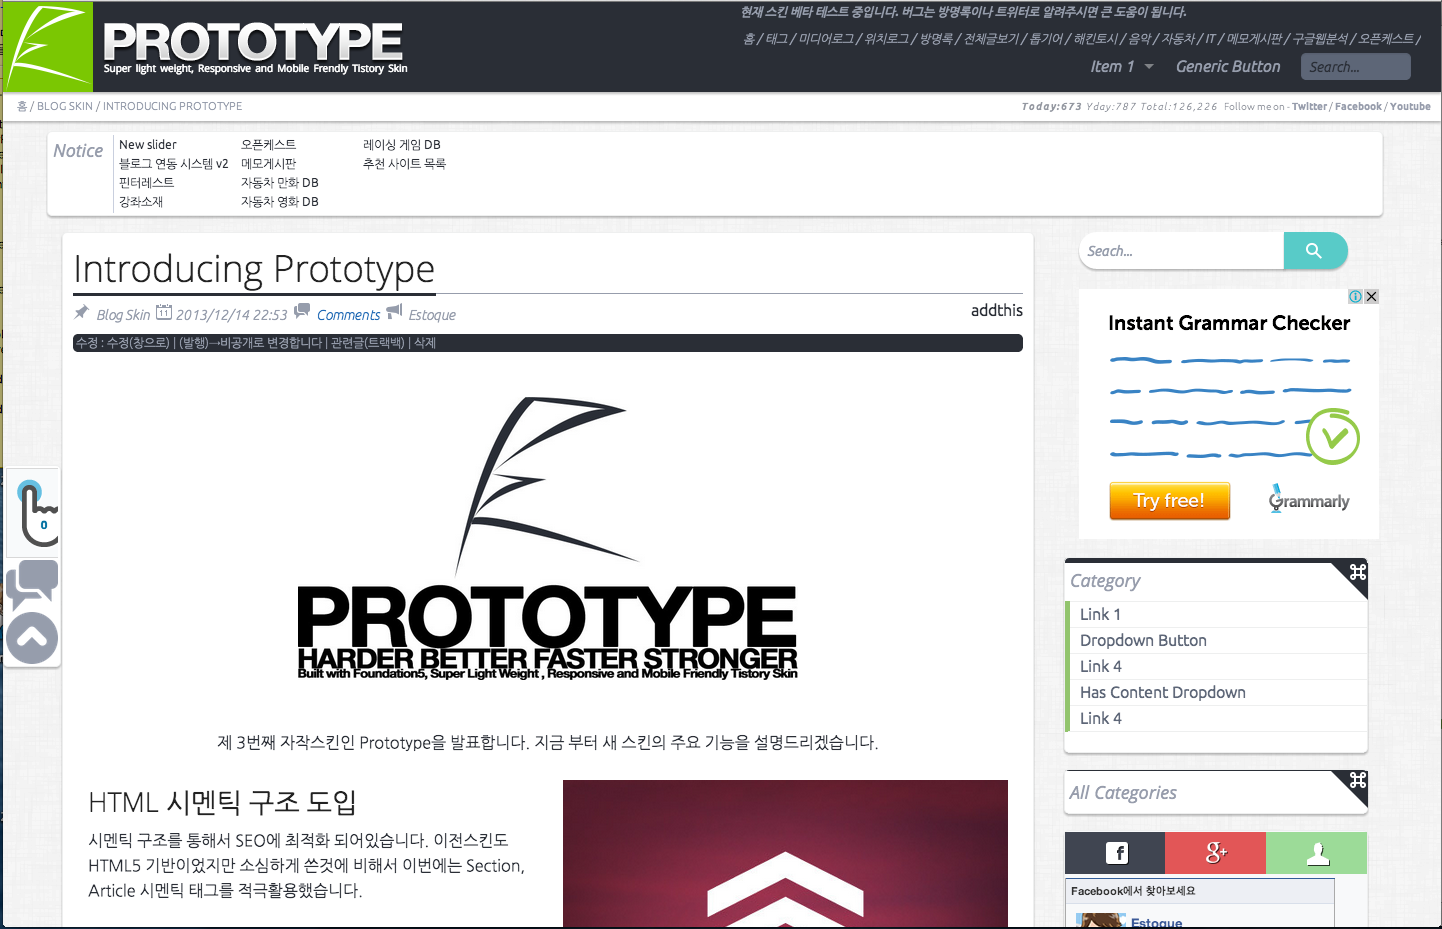 현재 스킨 베타 테스트 중입니다. 버그는 방명록이나 트위터로 알려주시면 큰 도움이 됩니다.
PROTOTYPE
Super light weight, Responsive and Mobile Frendly Tistory Skin
홈 / 태그 / 미디어로그 / 위치로그 / 방명록 / 전체글보기 / 톱기어 / 해킨토시 / 음악 / 자동차 / IT / 메모게시판 / 구글웹분석 / 오픈케스트 /
Item 1 Generic Button Search...
홈 / BLOG SKIN / INTRODUCING PROTOTYPE
Today:673 Yday:787 Total:126,226 Follow me on - Twitter / Facebook / Youtube
Notice
New slider 오픈케스트 레이싱 게임 DB
블로그 연동 시스템 v2 메모게시판 추천 사이트 목록
핀터레스트 자동차 만화 DB
강좌소재 자동차 영화 DB
Introducing Prototype
Blog Skin 11 2013/12/14 22:53 Comments Estoque
addthis
수정 : 수정(창으로) | (발행)→비공개로 변경합니다 | 관련글(트랙백) | 삭제
PROTOTYPE
HARDER BETTER FASTER STRONGER
Built with Foundation5, Super Light Weight , Responsive and Mobile Frendly Tistory Skin
제 3번째 자작스킨인 Prototype을 발표합니다. 지금 부터 새 스킨의 주요 기능을 설명드리겠습니다.
HTML 시멘틱 구조 도입
시멘틱 구조를 통해서 SEO에 최적화 되어있습니다. 이전스킨도
HTML5 기반이었지만 소심하게 쓴것에 비해서 이번에는 Section,
Article 시멘틱 태그를 적극활용했습니다.
0
Seach...
Instant Grammar Checker
Try free!
Grammarly
Category
Link 1
Dropdown Button
Link 4
Has Content Dropdown
Link 4
All Categories
f
g+
Facebook에서 찾아보세요
Estoque